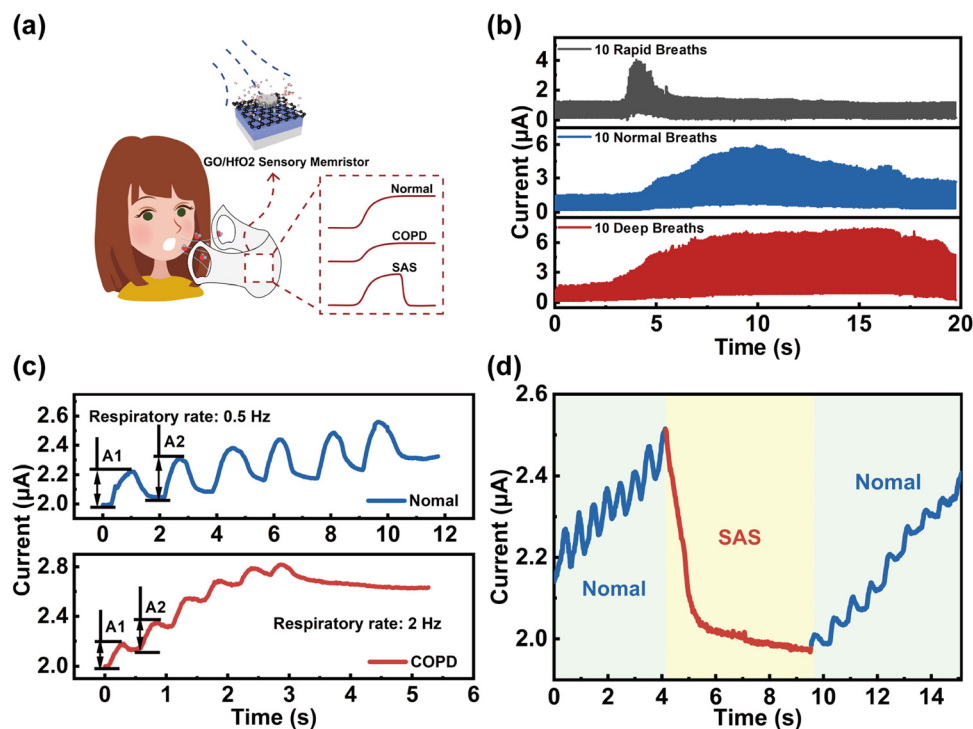 (a)
GO/HfO2 Sensory Memristor
Normal
COPD
SAS
(b)
Current (μA)
10 Rapid Breaths
4
2
0
10 Normal Breaths
6
3
0
10 Deep Breaths
6
3
0
0 5 10 15 20
Time (s)
(c)
Current (μA)
Respiratory rate: 0.5 Hz
A1
A2
2.6
2.4
2.2
2.0
Nomal
0 2 4 6 8 10 12
2.8
2.4
2.0
A1
A2
Respiratory rate: 2 Hz
COPD
0 1 2 3 4 5 6
Time (s)
(d)
Current (μA)
2.6
2.4
2.2
2.0
Nomal
SAS
Nomal
0 2 4 6 8 10 12 14
Time (s)